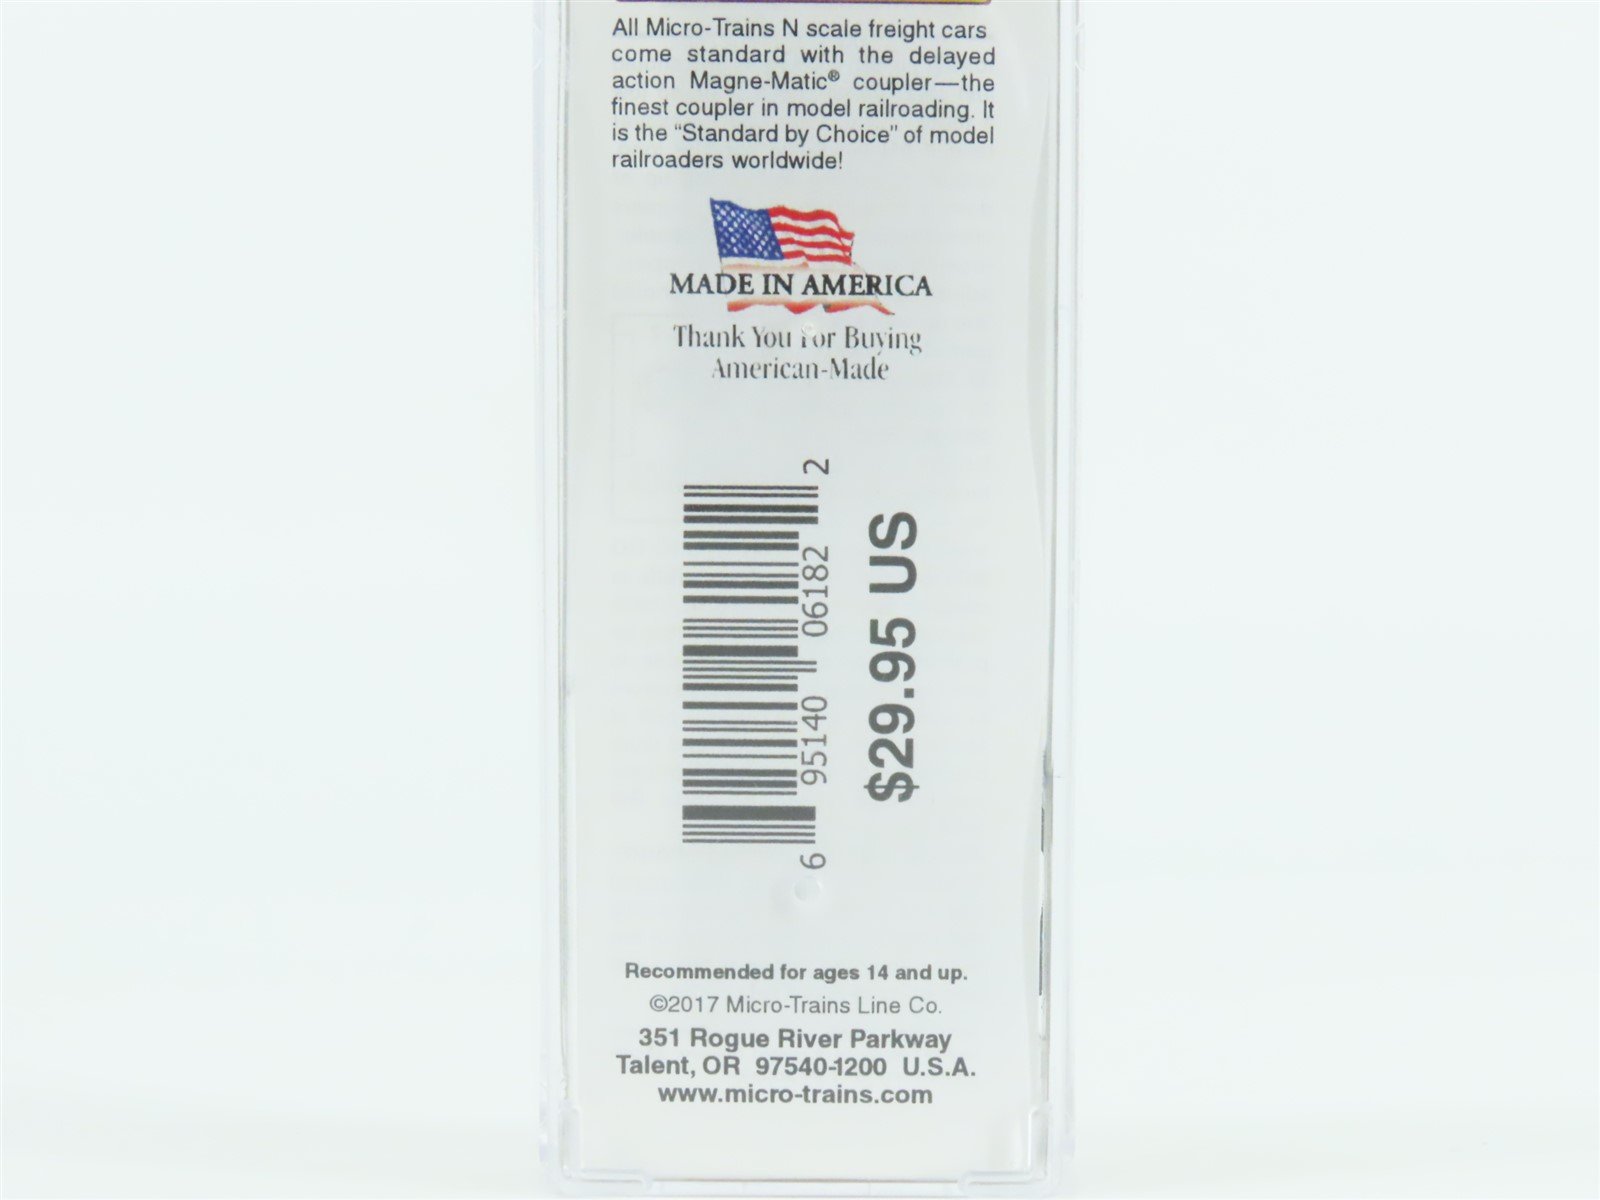 All Micro-Trains N scale freight cars
come standard with the delayed
action Magne-Matic® coupler—the
finest coupler in model railroading. It
is the “Standard by Choice” of model
railroaders worldwide!
MADE IN AMERICA
Thank You For Buying
American-Made
6 95140 06182 2
$29.95 US
Recommended for ages 14 and up.
©2017 Micro-Trains Line Co.
351 Rogue River Parkway
Talent, OR 97540-1200 U.S.A.
www.micro-trains.com